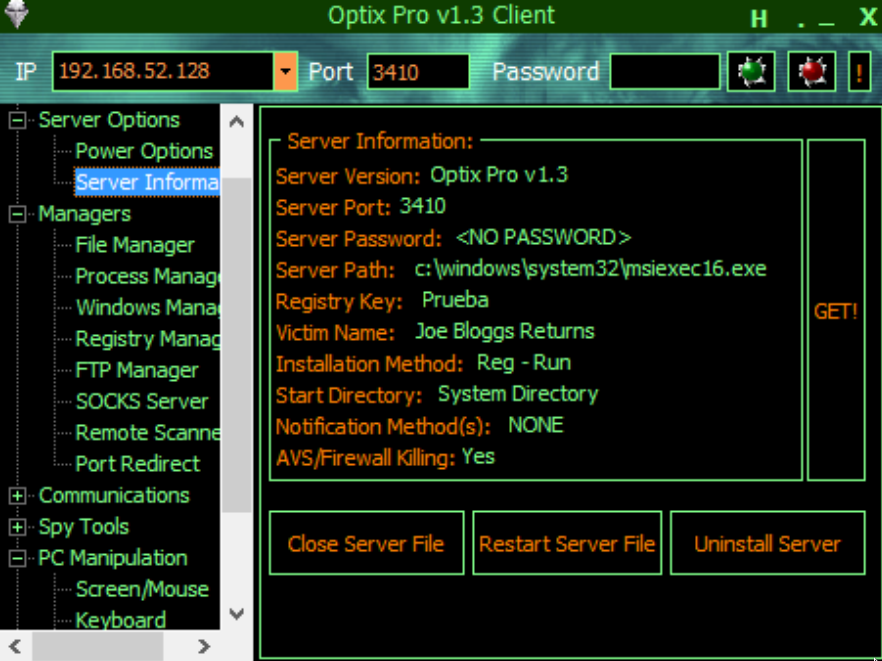 Optix Pro v1.3 Client
H . _ X
IP 192.168.52.128 Port 3410 Password !
Server Options
Power Options
Server Informa
Managers
File Manager
Process Manag
Windows Mana
Registry Manag
FTP Manager
SOCKS Server
Remote Scanne
Port Redirect
Communications
Spy Tools
PC Manipulation
Screen/Mouse
Keyboard
Server Information:
Server Version: Optix Pro v1.3
Server Port: 3410
Server Password: <NO PASSWORD>
Server Path: c:\windows\system32\msiexec16.exe
Registry Key: Prueba
Victim Name: Joe Bloggs Returns
Installation Method: Reg - Run
Start Directory: System Directory
Notification Method(s): NONE
AVS/Firewall Killing: Yes
GET!
Close Server File
Restart Server File
Uninstall Server